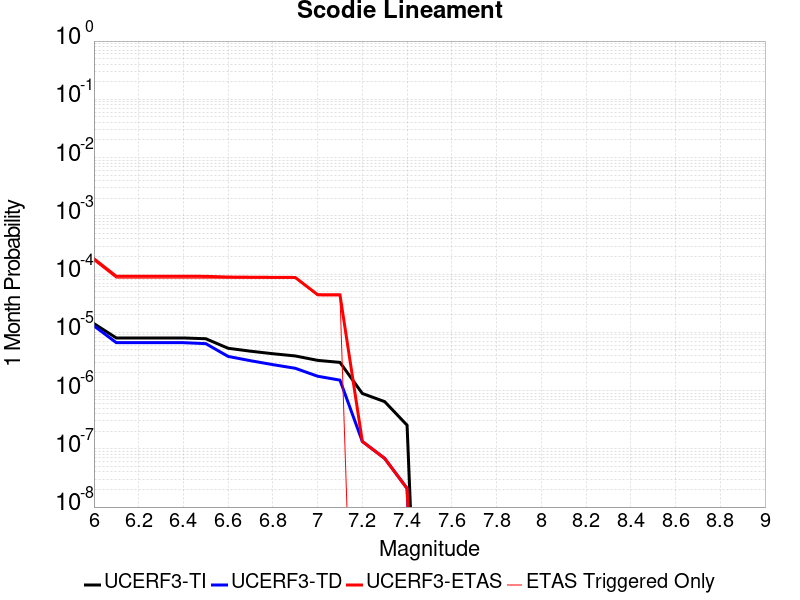 Scodie Lineament
10^0
10^-1
10^-2
10^-3
10^-4
10^-5
10^-6
10^-7
10^-8
1 Month Probability
6 6.2 6.4 6.6 6.8 7 7.2 7.4 7.6 7.8 8 8.2 8.4 8.6 8.8 9
Magnitude
UCERF3-TI UCERF3-TD UCERF3-ETAS ETAS Triggered Only